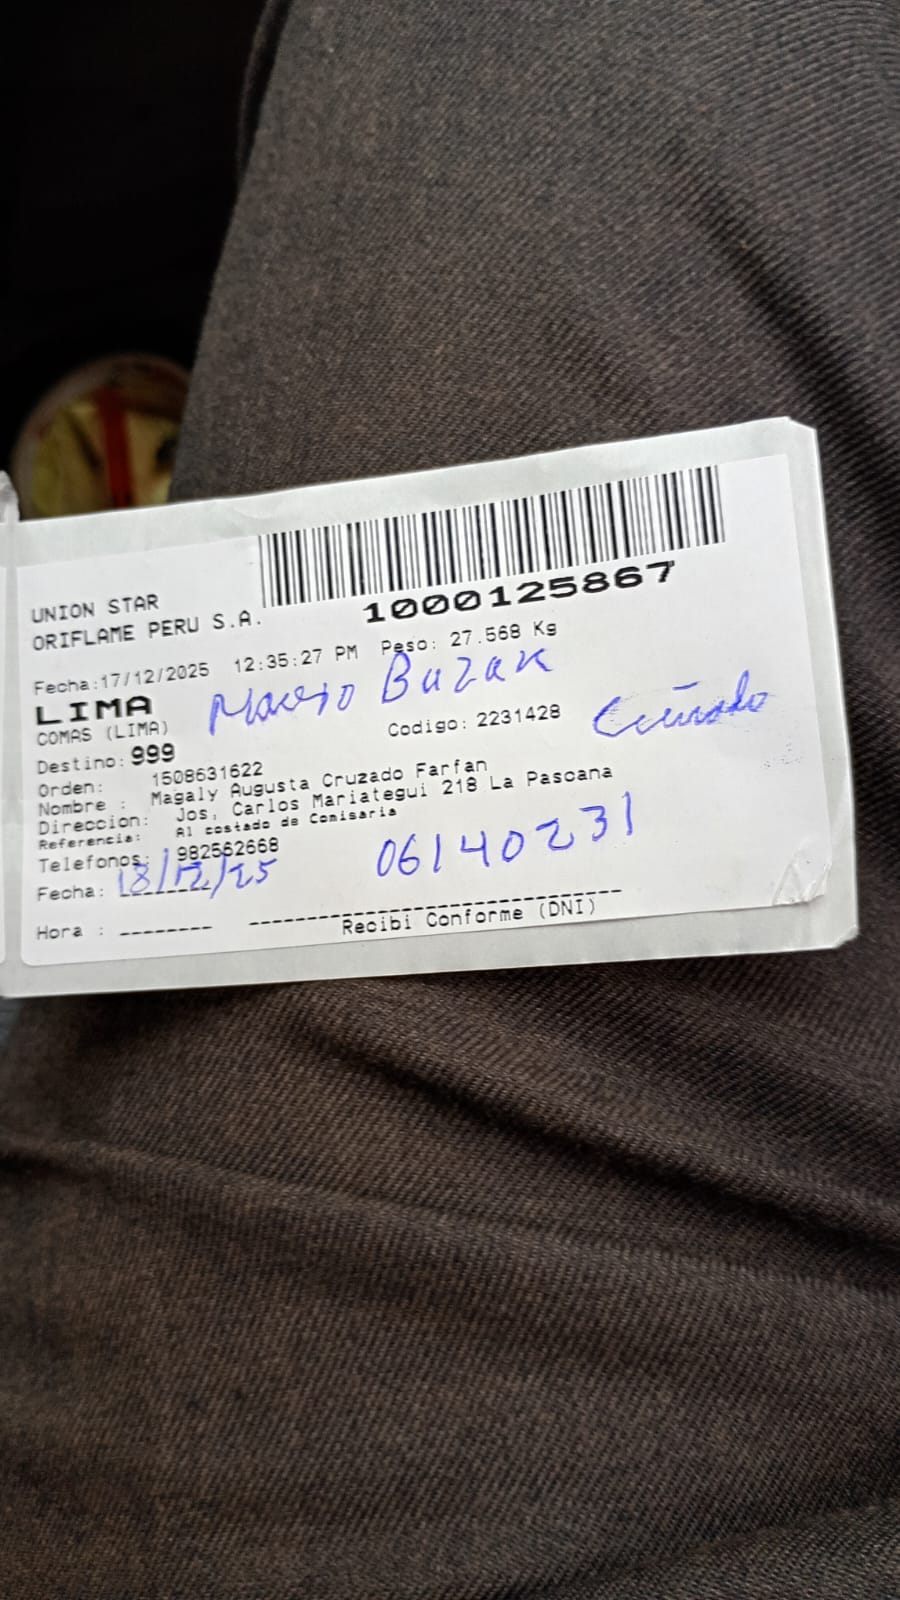 UNION STAR
ORIFLAME PERU S.A.
1000125867
Fecha:17/12/2025 12:35:27 PM Peso: 27.568 Kg
LIMA
COMAS (LIMA)
Codigo: 2231428
Cuñado
Destino: 999
Orden: 1508631622
Nombre : Magaly Augusta Cruzado Farfan
Direccion: Jos, Carlos Mariategui 218 La Pascana
Referencia: Al costado de Comisaria
Telefonos: 982562668
Fecha: 18/12/25
06140231
Hora : --------
Recibi Conforme (DNI)